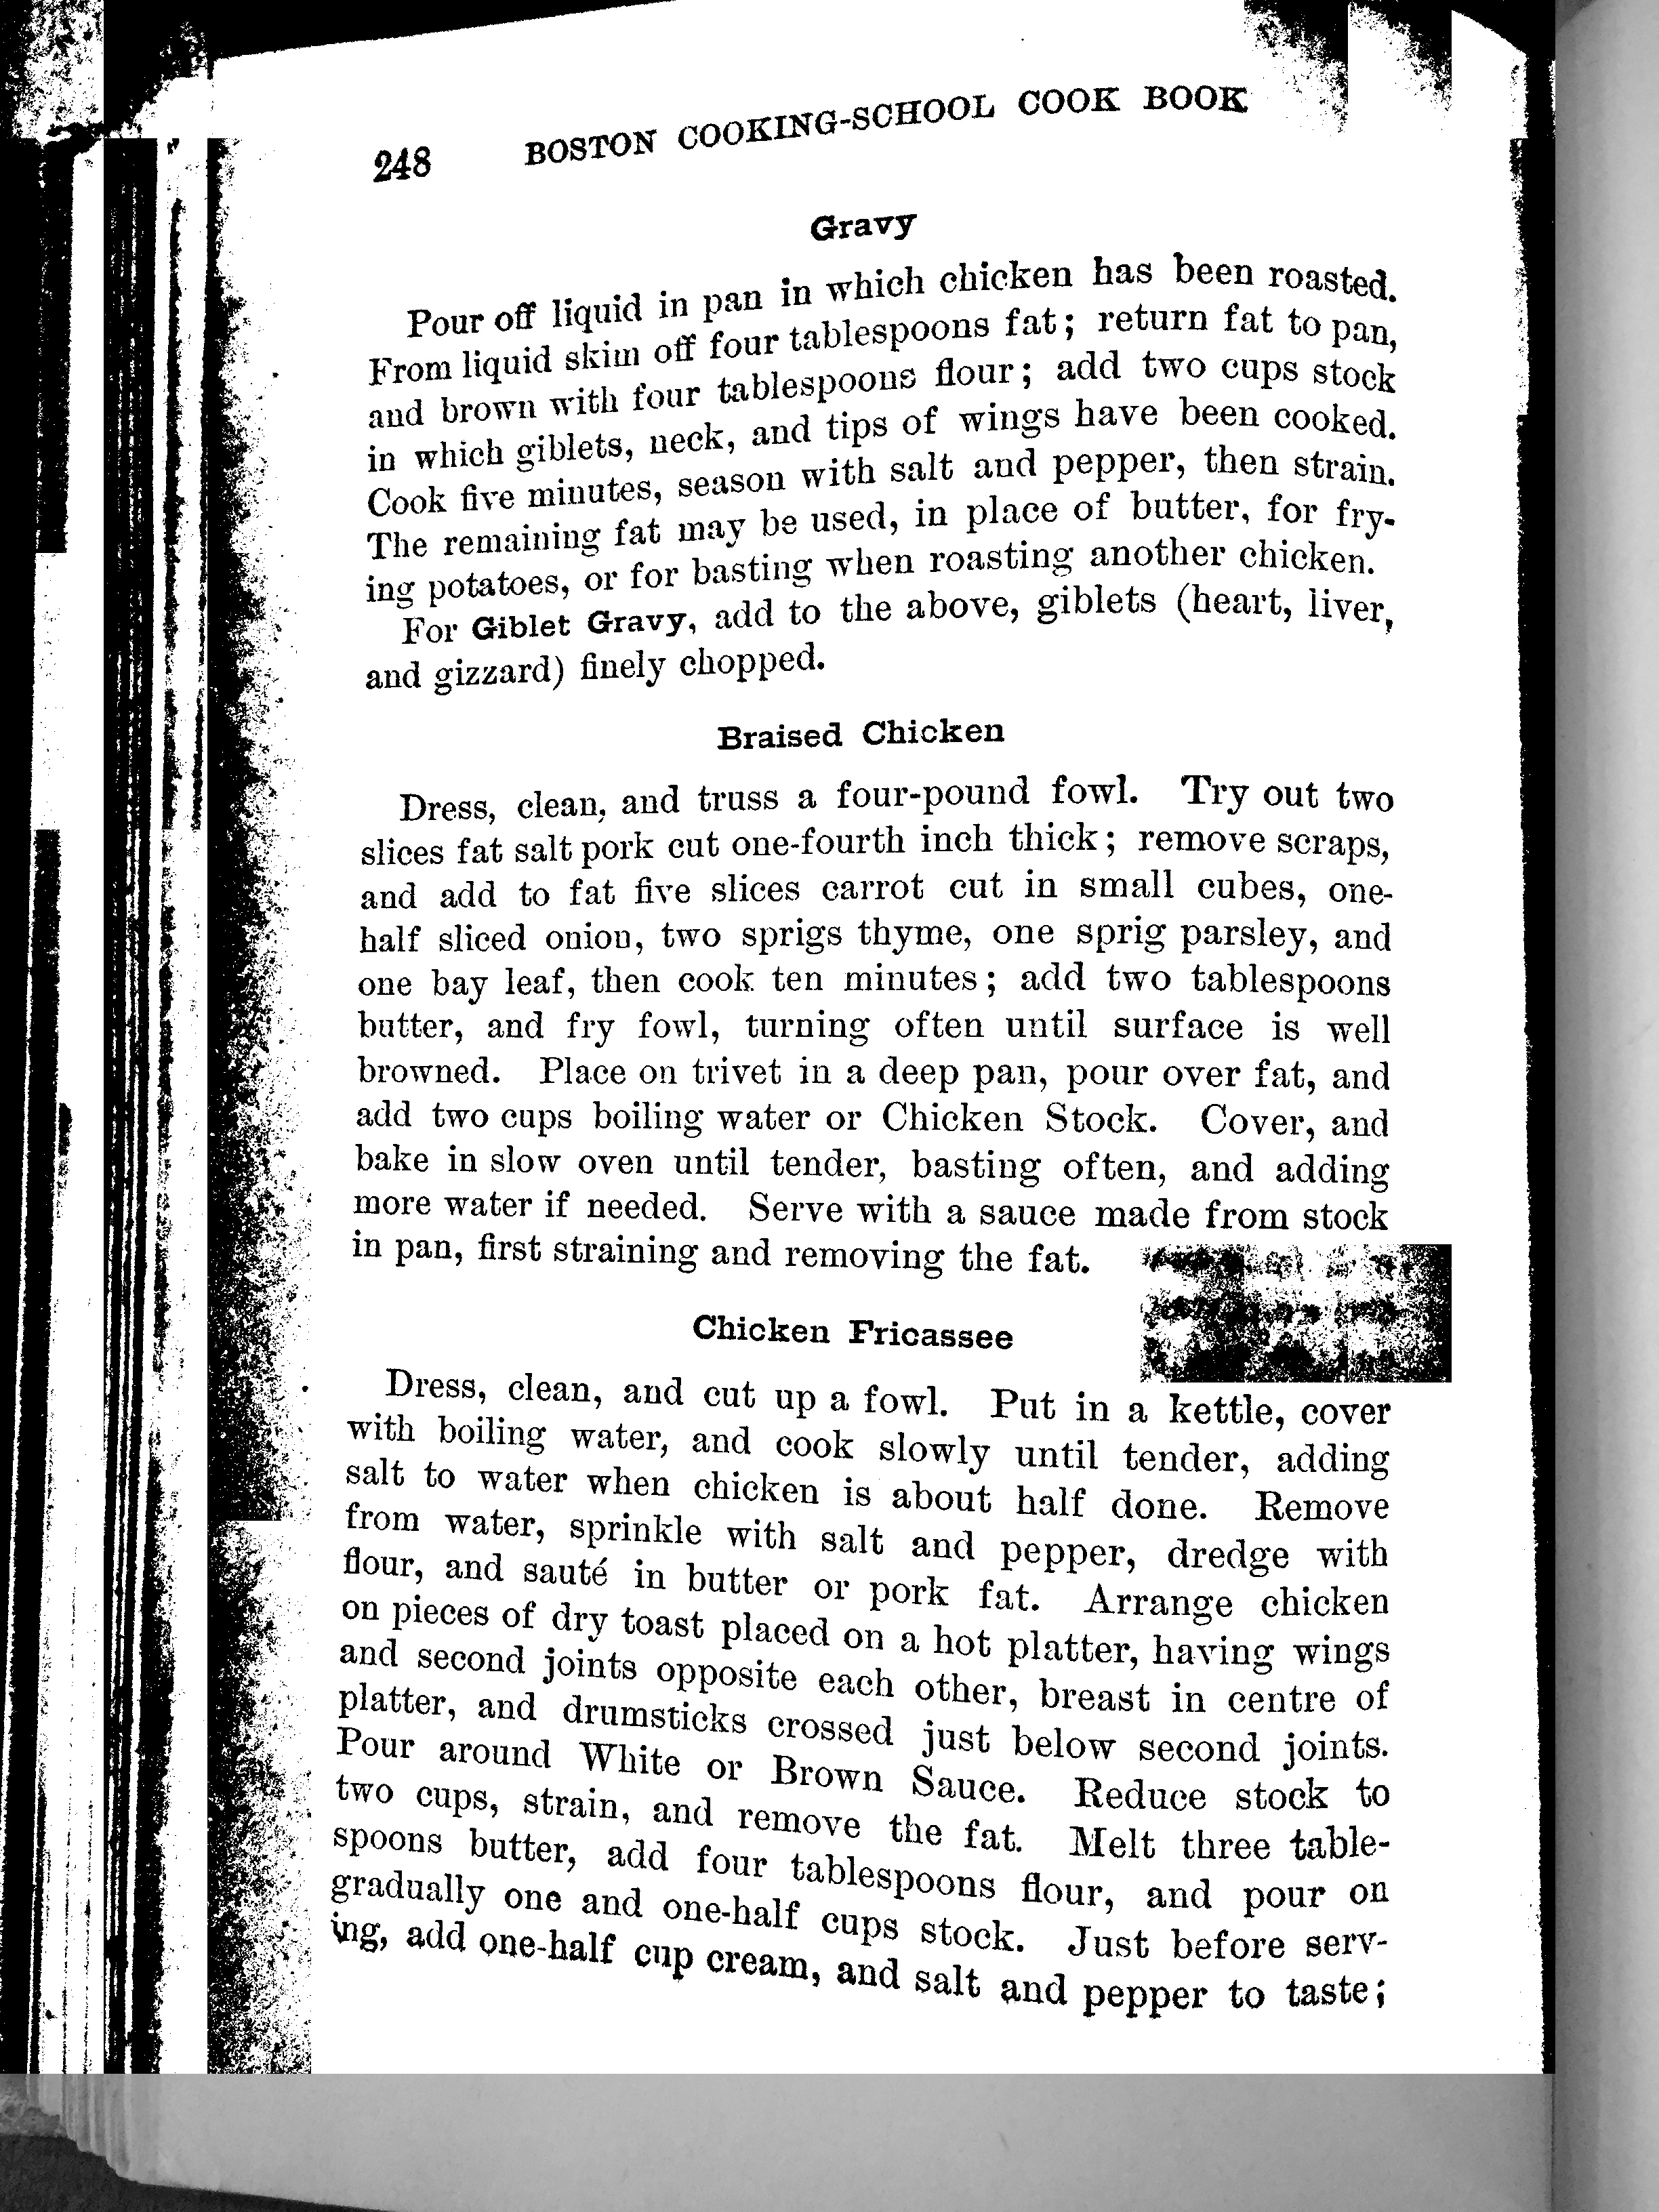 248 BOSTON COOKING-SCHOOL COOK BOOK
Gravy
Pour off liquid in pan in which chicken has been roasted.
From liquid skim off four tablespoons fat; return fat to pan,
and brown with four tablespoons flour; add two cups stock
in which giblets, neck, and tips of wings have been cooked.
Cook five minutes, season with salt and pepper, then strain.
The remaining fat may be used, in place of butter, for fry-
ing potatoes, or for basting when roasting another chicken.
For Giblet Gravy, add to the above, giblets (heart, liver,
and gizzard) finely chopped.
Braised Chicken
Dress, clean, and truss a four-pound fowl. Try out two
slices fat salt pork cut one-fourth inch thick; remove scraps,
and add to fat five slices carrot cut in small cubes, one-
half sliced onion, two sprigs thyme, one sprig parsley, and
one bay leaf, then cook ten minutes; add two tablespoons
butter, and fry fowl, turning often until surface is well
browned. Place on trivet in a deep pan, pour over fat, and
add two cups boiling water or Chicken Stock. Cover, and
bake in slow oven until tender, basting often, and adding
more water if needed. Serve with a sauce made from stock
in pan, first straining and removing the fat.
Chicken Fricassee
Dress, clean, and cut up a fowl. Put in a kettle, cover
with boiling water, and cook slowly until tender, adding
salt to water when chicken is about half done. Remove
from water, sprinkle with salt and pepper, dredge with
flour, and sauté in butter or pork fat. Arrange chicken
on pieces of dry toast placed on a hot platter, having wings
and second joints opposite each other, breast in centre of
platter, and drumsticks crossed just below second joints.
Pour around White or Brown Sauce. Reduce stock to
two cups, strain, and remove the fat. Melt three table-
spoons butter, add four tablespoons flour, and pour on
gradually one and one-half cups stock. Just before serv-
ing, add one-half cup cream, and salt and pepper to taste;